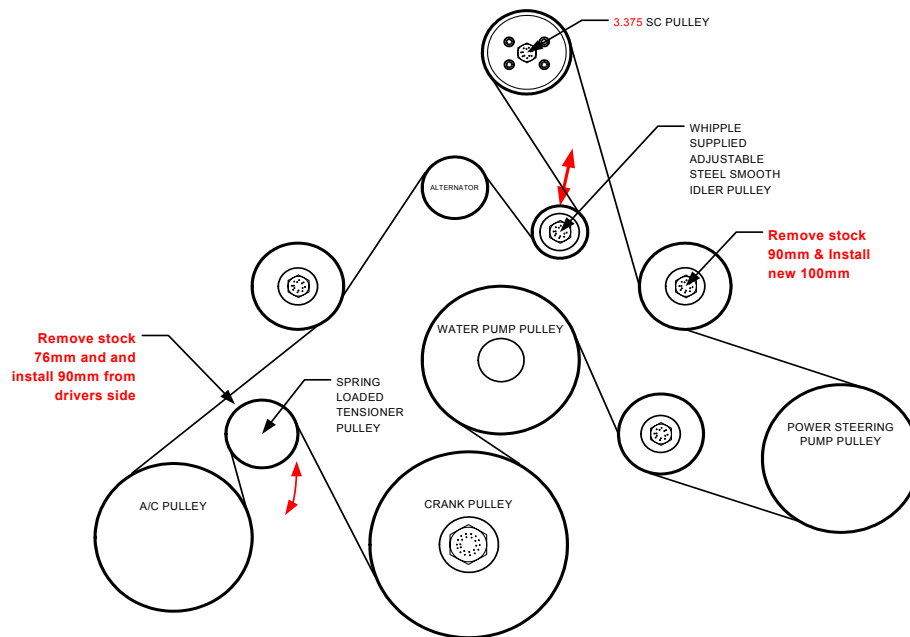 3.375 SC PULLEY
WHIPPLE
SUPPLIED
ADJUSTABLE
STEEL SMOOTH
IDLER PULLEY
ALTERNATOR
Remove stock
90mm & Install
new 100mm
Remove stock
76mm and and
install 90mm from
drivers side
WATER PUMP PULLEY
SPRING
LOADED
TENSIONER
PULLEY
POWER STEERING
PUMP PULLEY
A/C PULLEY
CRANK PULLEY